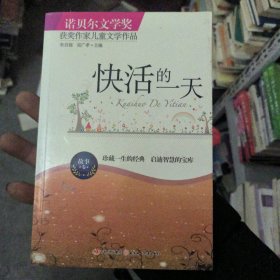 诺贝尔文学奖
获奖作家儿童文学作品
快活的一天
Kuaihuo De Yitian
故事
珍藏一生的经典 启迪智慧的宝库